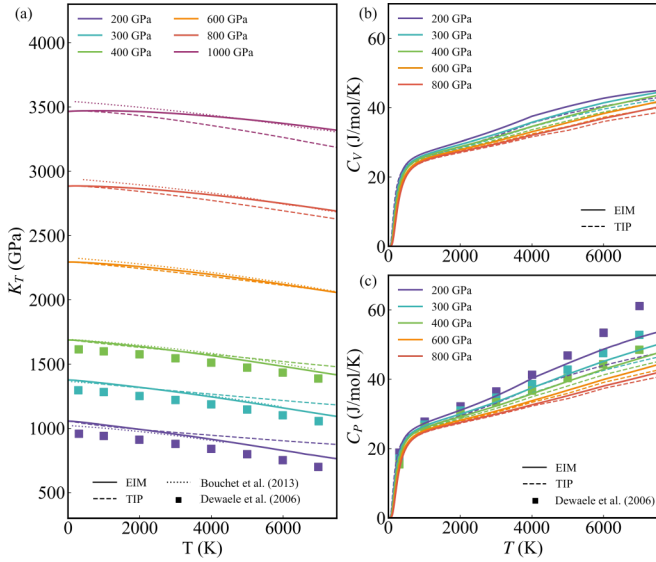 (a)
200 GPa
300 GPa
400 GPa
600 GPa
800 GPa
1000 GPa
4000
3500
3000
2500
2000
1500
1000
500
K_T (GPa)
EIM
TIP
Bouchet et al. (2013)
Dewaele et al. (2006)
0
2000
4000
6000
T (K)
(b)
200 GPa
300 GPa
400 GPa
600 GPa
800 GPa
60
40
20
0
C_V (J/mol/K)
EIM
TIP
0
2000
4000
6000
(c)
200 GPa
300 GPa
400 GPa
600 GPa
800 GPa
60
40
20
0
C_P (J/mol/K)
EIM
TIP
Dewaele et al. (2006)
0
2000
4000
6000
T (K)